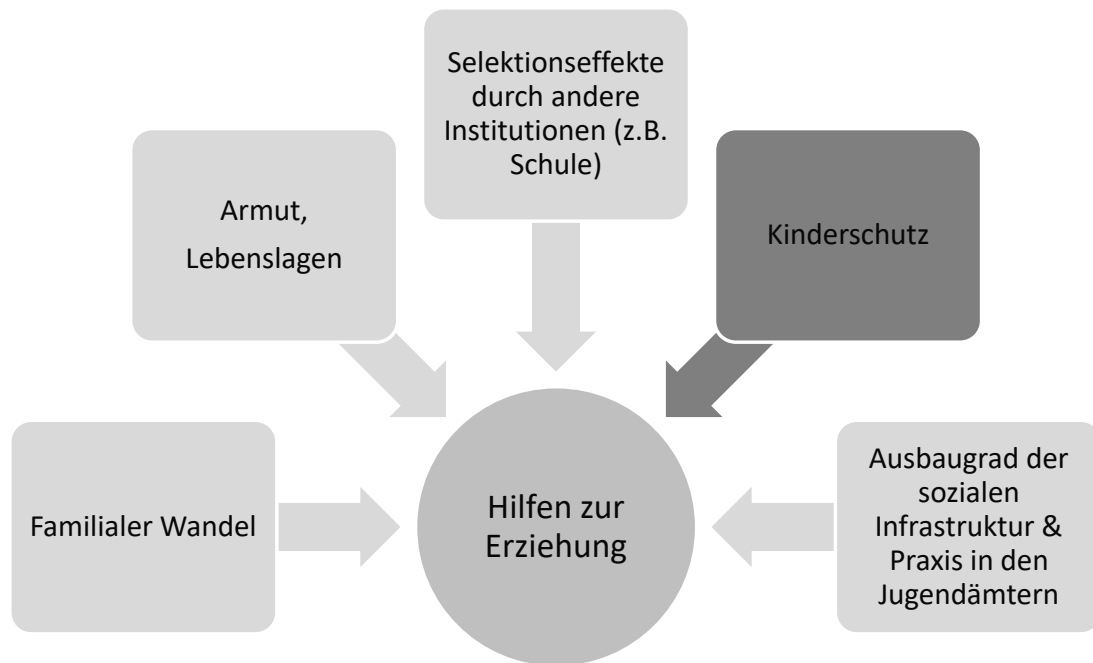 Selektionseffekte
durch andere
Institutionen (z.B.
Schule)
Armut,
Lebenslagen
Kinderschutz
Familialer Wandel
Hilfen zur
Erziehung
Ausbaugrad der
sozialen
Infrastruktur &
Praxis in den
Jugendämtern